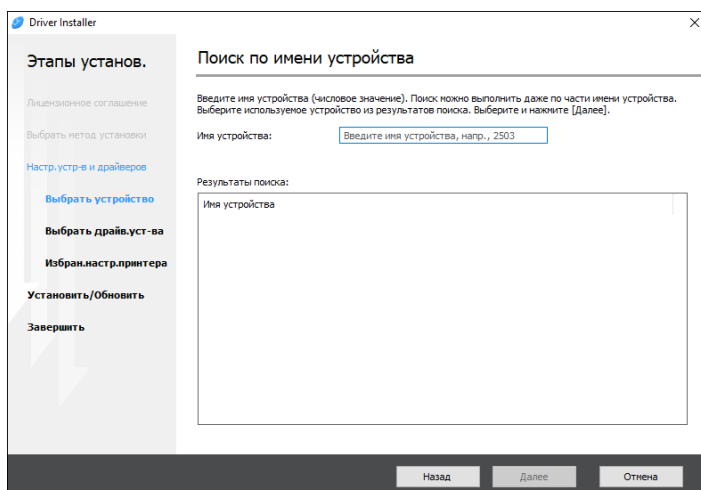 Driver Installer
Этапы установ.
Лицензионное соглашение
Выбрать метод установки
Настр.устр-в и драйверов
Выбрать устройство
Выбрать драйв.уст-ва
Избран.настр.принтера
Установить/Обновить
Завершить
Поиск по имени устройства
Введите имя устройства (числовое значение). Поиск можно выполнить даже по части имени устройства.
Выберите используемое устройство из результатов поиска. Выберите и нажмите [Далее].
Имя устройства:
Введите имя устройства, напр., 2503
Результаты поиска:
Имя устройства
Назад
Далее
Отмена